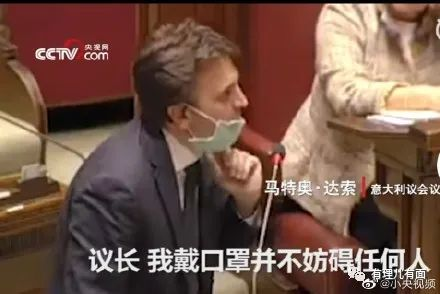 CCTV 央视网
com
马特奥·达索 意大利议会议
议长 我戴口罩并不妨碍任何人
有理儿有面
@小央视频